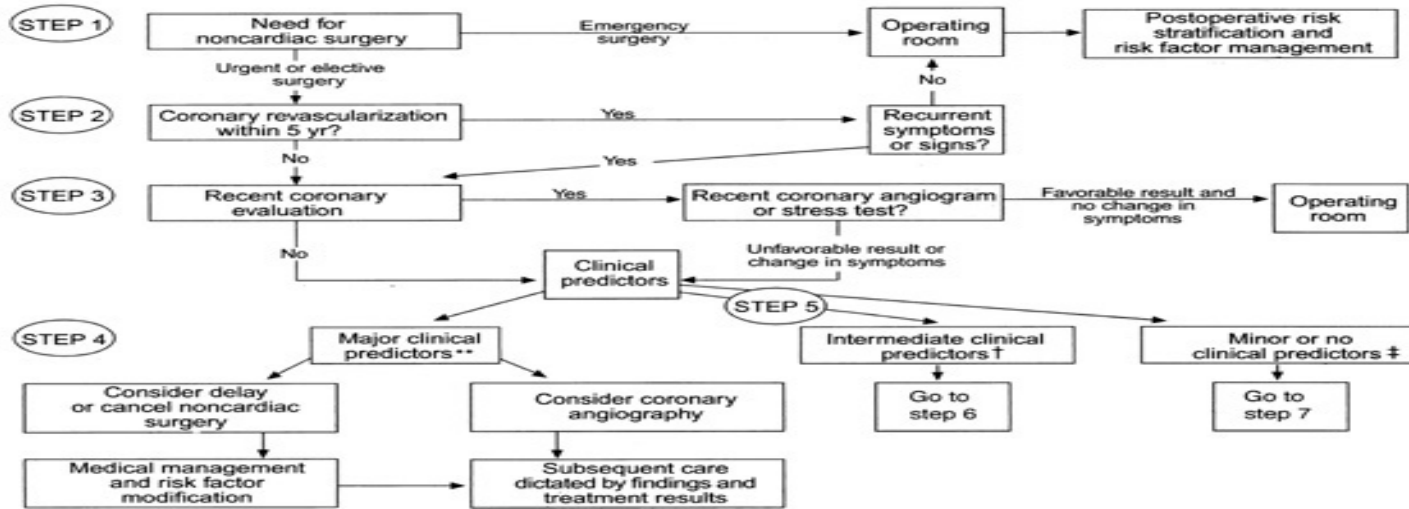 STEP 1
Need for
noncardiac surgery
Emergency
surgery
Operating
room
Postoperative risk
stratification and
risk factor management
Urgent or elective
surgery
No
STEP 2
Coronary revascularization
within 5 yr?
Yes
Recurrent
symptoms
or signs?
No
Yes
STEP 3
Recent coronary
evaluation
Yes
Recent coronary angiogram
or stress test?
Favorable result and
no change in
symptoms
Operating
room
No
Unfavorable result or
change in symptoms
Clinical
predictors
STEP 5
STEP 4
Major clinical
predictors**
Intermediate clinical
predictors†
Minor or no
clinical predictors‡
Consider delay
or cancel noncardiac
surgery
Consider coronary
angiography
Go to
step 6
Go to
step 7
Medical management
and risk factor
modification
Subsequent care
dictated by findings and
treatment results